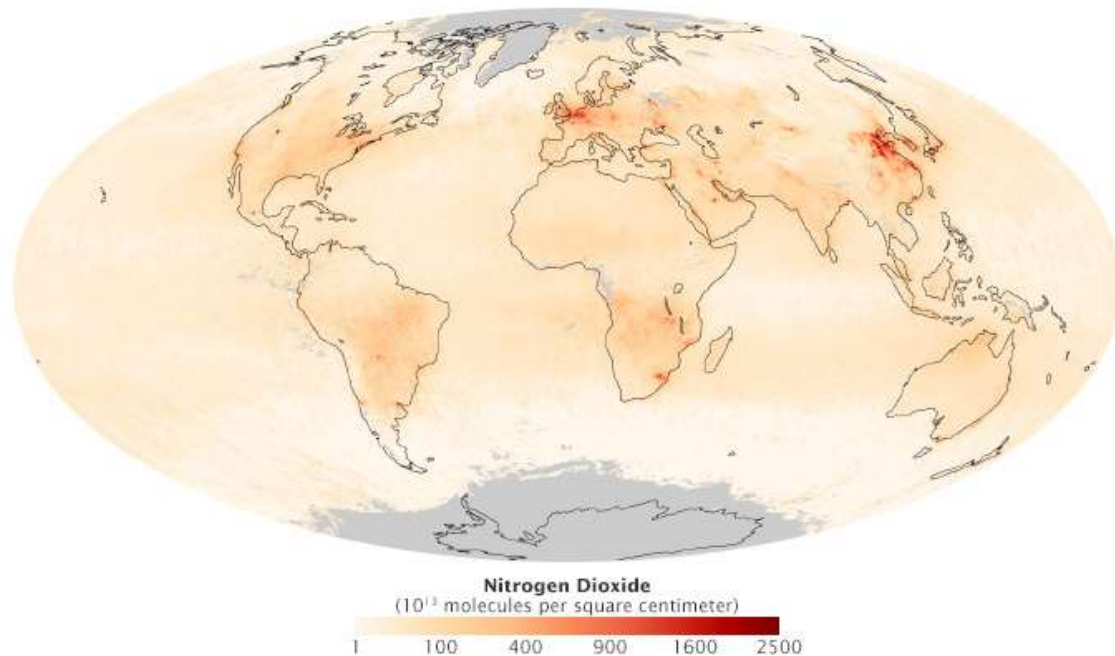 Nitrogen Dioxide
(10¹³ molecules per square centimeter)
1 100 400 900 1600 2500